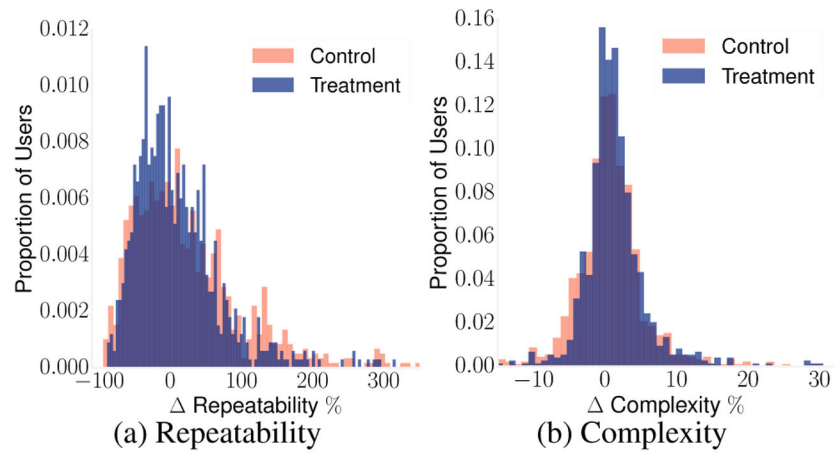 0.012
0.010
0.008
0.006
0.004
0.002
0.000
Proportion of Users
Control
Treatment
−100 0 100 200 300
Δ Repeatability %
(a) Repeatability
0.16
0.14
0.12
0.10
0.08
0.06
0.04
0.02
0.00
Proportion of Users
Control
Treatment
−10 0 10 20 30
Δ Complexity %
(b) Complexity